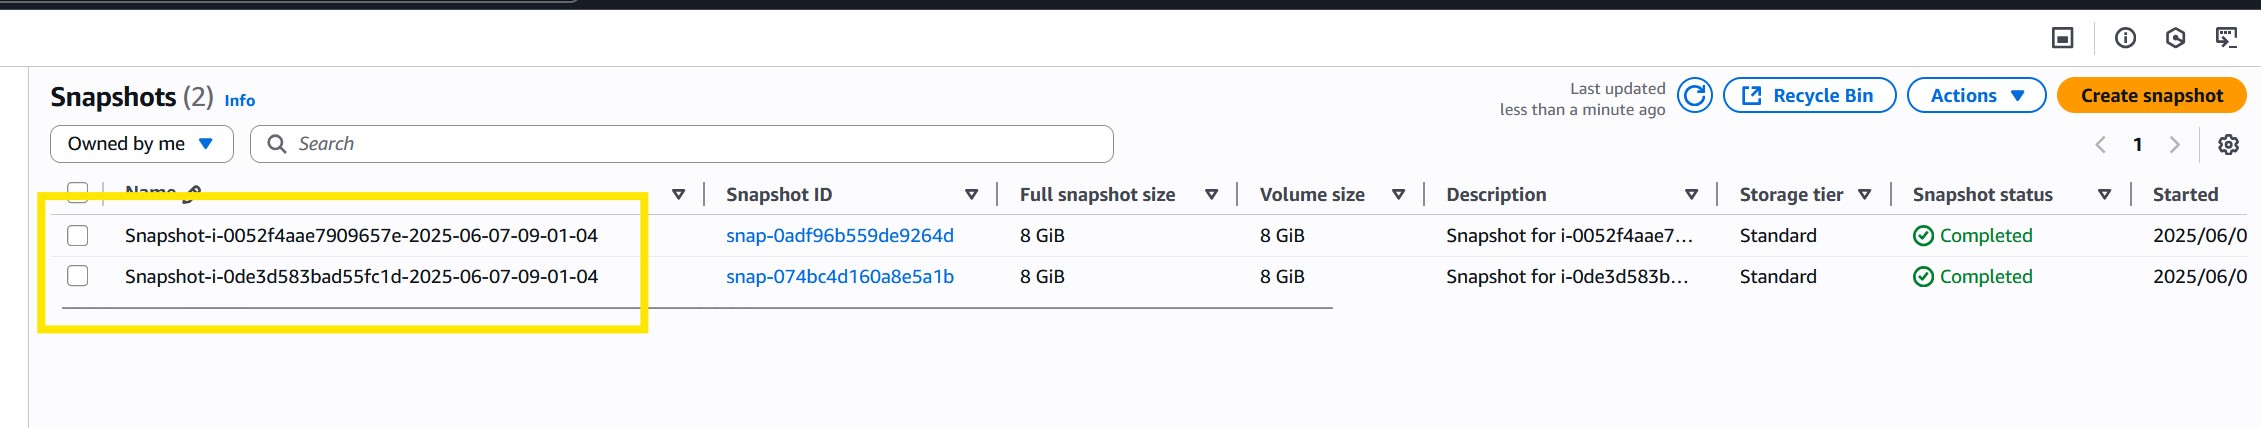 Snapshots (2) Info
Last updated
less than a minute ago
Recycle Bin
Actions
Create snapshot
Owned by me
Search
1
Name
Snapshot ID
Full snapshot size
Volume size
Description
Storage tier
Snapshot status
Started
Snapshot-i-0052f4aae7909657e-2025-06-07-09-01-04
snap-0adf96b559de9264d
8 GiB
8 GiB
Snapshot for i-0052f4aae7...
Standard
Completed
2025/06/0
Snapshot-i-0de3d583bad55fc1d-2025-06-07-09-01-04
snap-074bc4d160a8e5a1b
8 GiB
8 GiB
Snapshot for i-0de3d583b...
Standard
Completed
2025/06/0